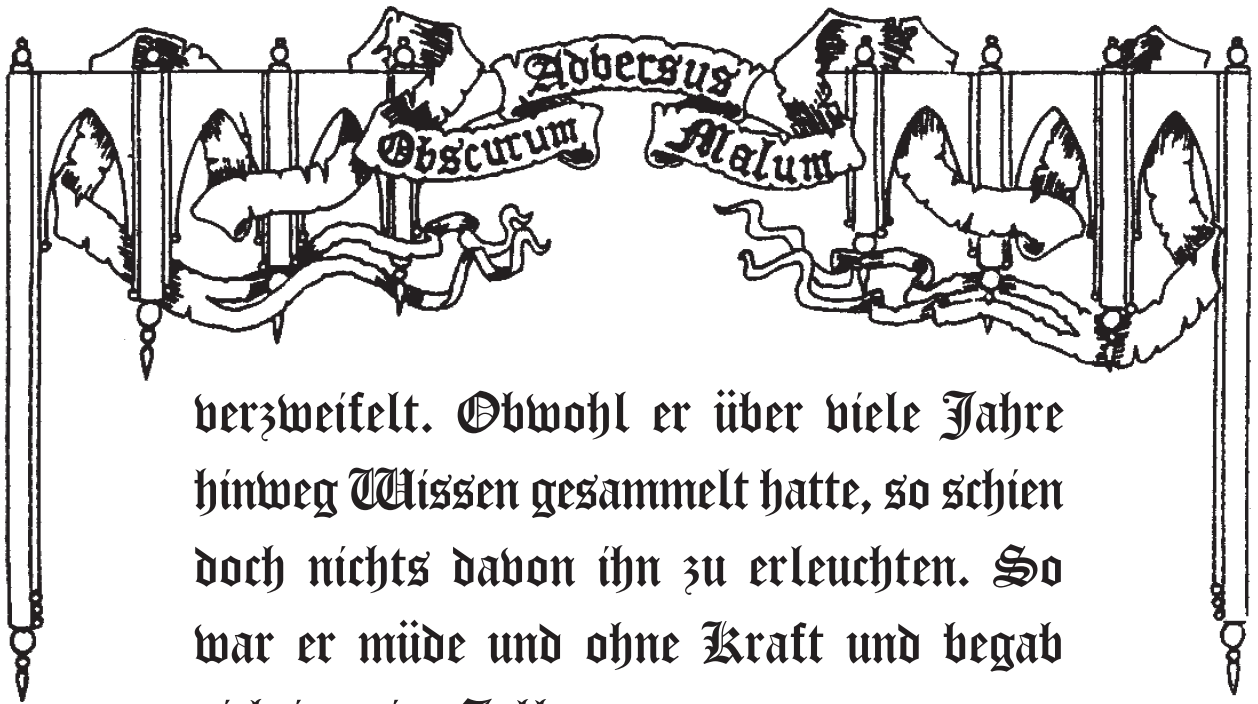 Adversus
Obscurum Malum
verzweifelt. Obwohl er über viele Jahre
hinweg Wissen gesammelt hatte, so schien
doch nichts davon ihn zu erleuchten. So
war er müde und ohne Kraft und begab